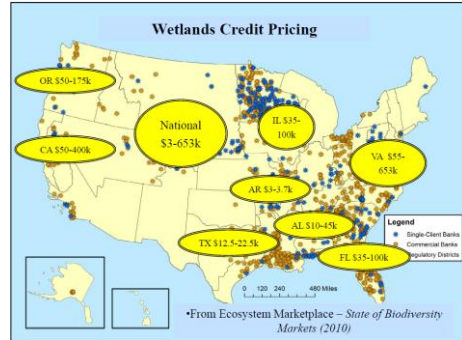 Wetlands Credit Pricing
OR $50-175k
National
$3-653k
IL $35-
100k
CA $50-400k
VA $55-
653k
AR $3-3.7k
AL $10-45k
TX $12.5-22.5k
FL $35-100k
Legend
Single-Client Banks
Commercial Banks
Regulatory Districts
0 120 240 480 Miles
•From Ecosystem Marketplace – State of Biodiversity
Markets (2010)